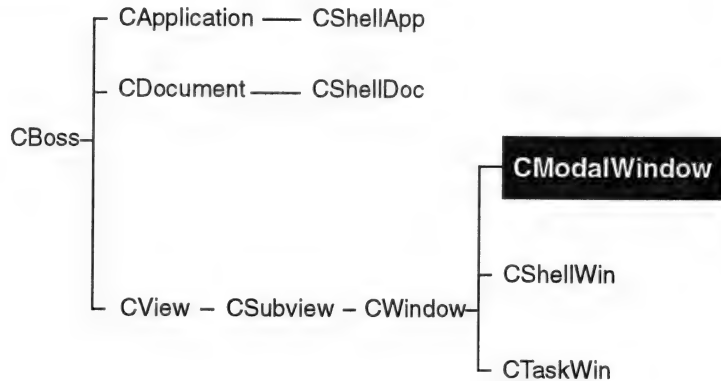 CApplication — CShellApp
CDocument — CShellDoc
CBoss
CModalWindow
CShellWin
CView – CSubview – CWindow
CTaskWin